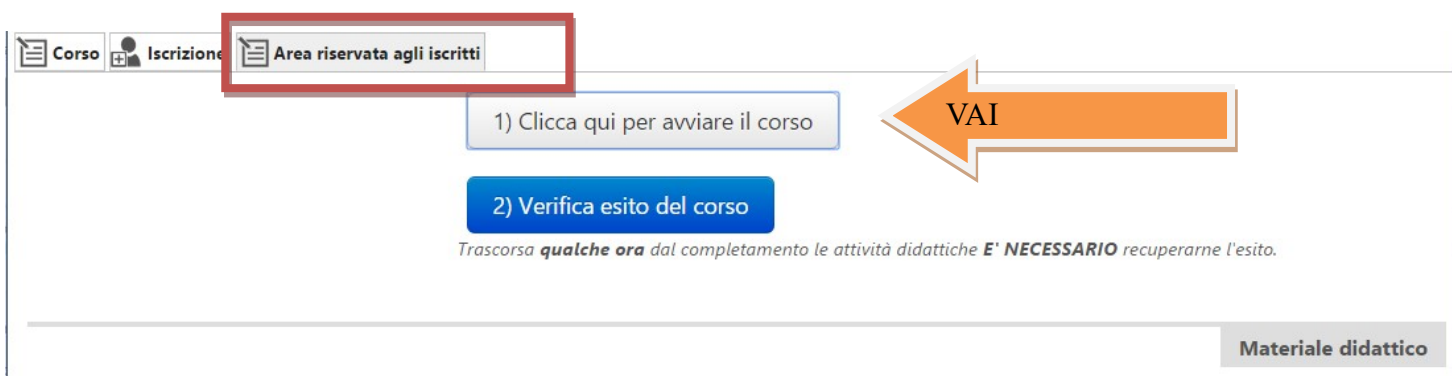 Corso Iscrizione Area riservata agli iscritti
1) Clicca qui per avviare il corso
VAI
2) Verifica esito del corso
Trascorsa qualche ora dal completamento le attività didattiche E' NECESSARIO recuperarne l'esito.
Materiale didattico